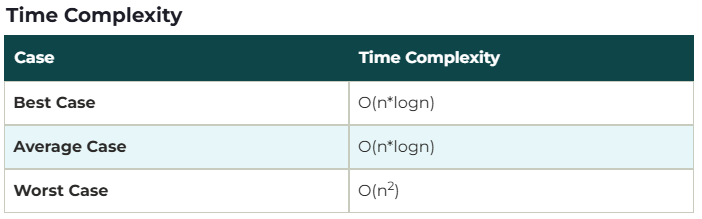 Time Complexity
Case Time Complexity
Best Case O(n*logn)
Average Case O(n*logn)
Worst Case O(n²)